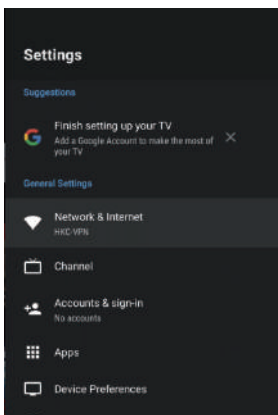 Settings
Suggestions
Finish setting up your TV
Add a Google Account to make the most of
your TV
General Settings
Network & Internet
HKC-VPN
Channel
Accounts & sign-in
No accounts
Apps
Device Preferences